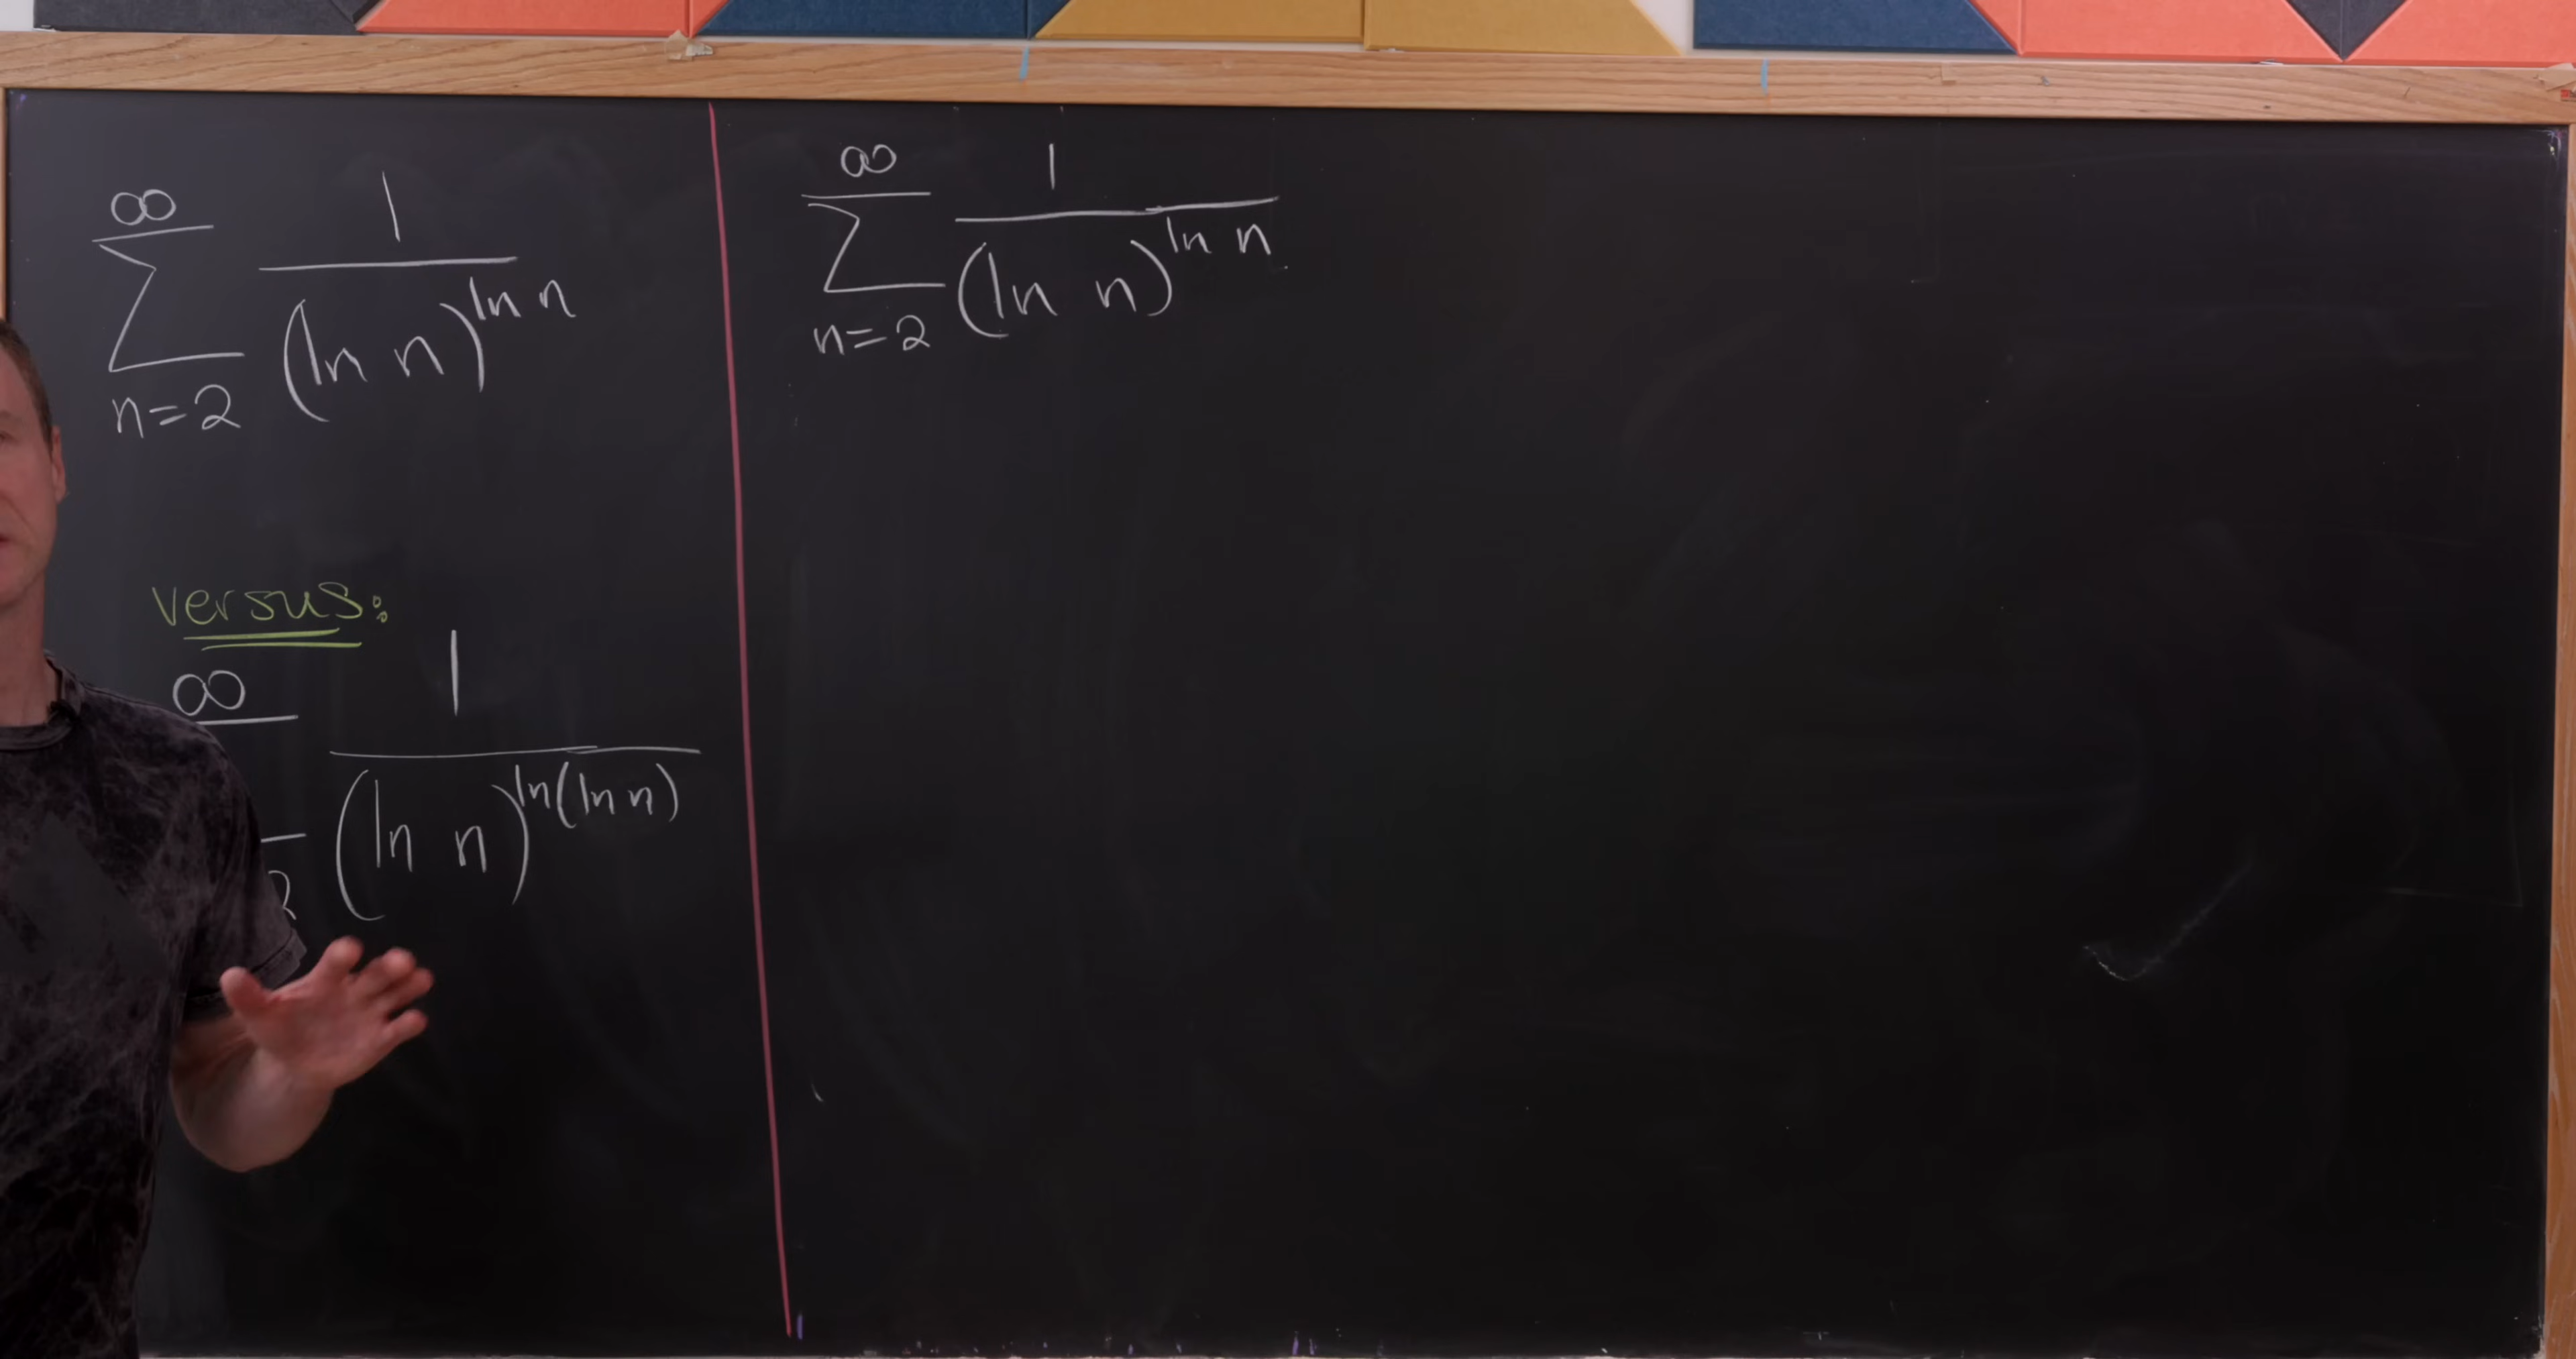 ∞
∑ 1/(ln n)^(ln n)
n=2
versus:
∞
1/(ln n)^(ln(ln n))
2
∞
∑ 1/(ln n)^(ln n)
n=2